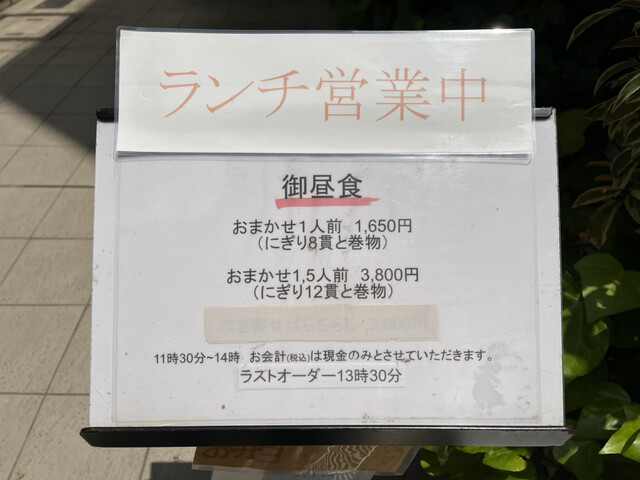 ランチ営業中
御昼食
おまかせ1人前 1,650円
(にぎり8貫と巻物)
おまかせ1,5人前 3,800円
(にぎり12貫と巻物)
11時30分~14時 お会計(税込)は現金のみとさせていただきます。
ラストオーダー13時30分